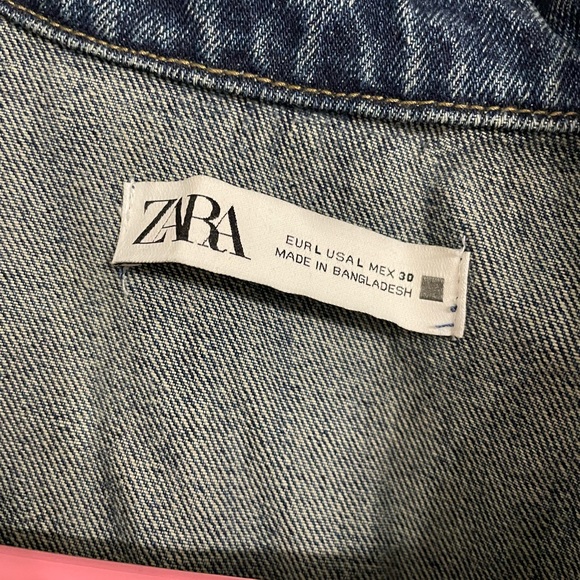 ZARA
EUR L USA L MEX 30
MADE IN BANGLADESH